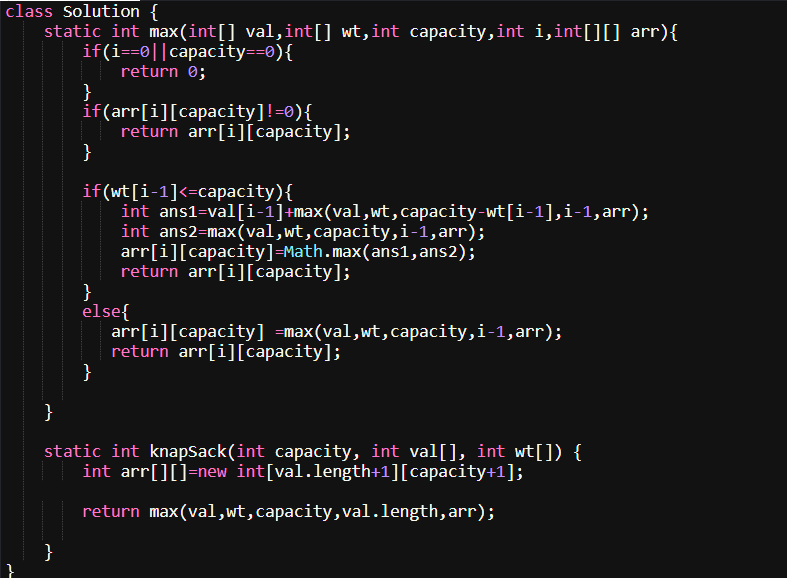 class Solution {
    static int max(int[] val,int[] wt,int capacity,int i,int[][] arr){
        if(i==0||capacity==0){
            return 0;
        }
        if(arr[i][capacity]!=0){
            return arr[i][capacity];
        }

        if(wt[i-1]<=capacity){
            int ans1=val[i-1]+max(val,wt,capacity-wt[i-1],i-1,arr);
            int ans2=max(val,wt,capacity,i-1,arr);
            arr[i][capacity]=Math.max(ans1,ans2);
            return arr[i][capacity];
        }
        else{
           arr[i][capacity] =max(val,wt,capacity,i-1,arr);
           return arr[i][capacity];
        }

    }

    static int knapSack(int capacity, int val[], int wt[]) {
        int arr[][]=new int[val.length+1][capacity+1];

        return max(val,wt,capacity,val.length,arr);

    }
}